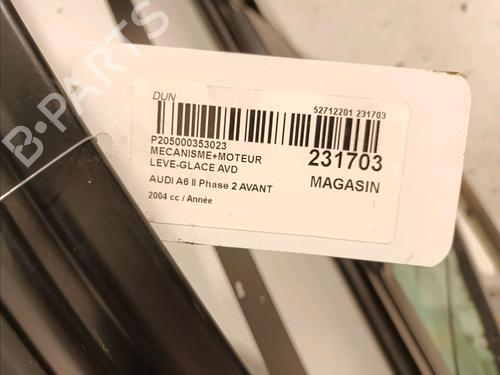 DUN
52712201 231703
P205000353023
MECANISME+MOTEUR
LEVE-GLACE AVD
231703
AUDI A6 II Phase 2 AVANT
MAGASIN
2004 cc / Année
B-PARTS